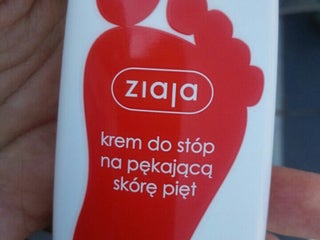 ziaja
krem do stóp
na pękającą
skórę pięt